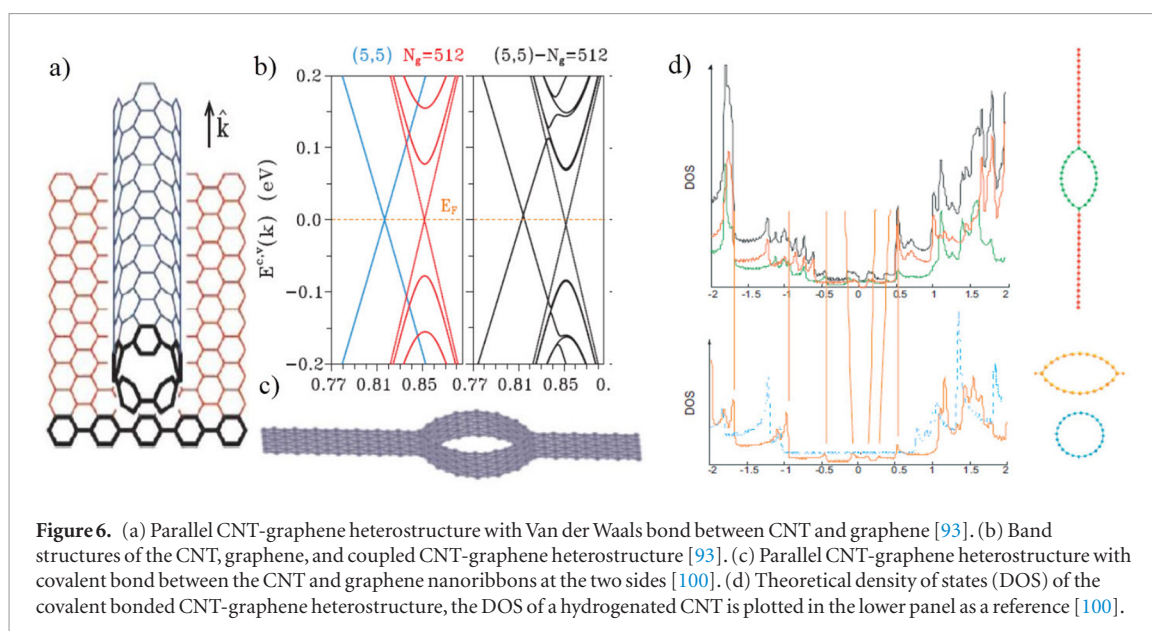 a)
k̂
b)
(5,5) N_g=512
(5,5)−N_g=512
E^{c,v}(k) (eV)
0.2
0.1
0.0
−0.1
−0.2
E_F
0.77 0.81 0.85 0.77 0.81 0.85 0.
c)
d)
DOS
-2 -1.5 -1 -0.5 0 0.5 1 1.5 2
DOS
-2 -1.5 -1 -0.5 0 0.5 1 1.5 2
Figure 6. (a) Parallel CNT-graphene heterostructure with Van der Waals bond between CNT and graphene [93]. (b) Band
structures of the CNT, graphene, and coupled CNT-graphene heterostructure [93]. (c) Parallel CNT-graphene heterostructure with
covalent bond between the CNT and graphene nanoribbons at the two sides [100]. (d) Theoretical density of states (DOS) of the
covalent bonded CNT-graphene heterostructure, the DOS of a hydrogenated CNT is plotted in the lower panel as a reference [100].